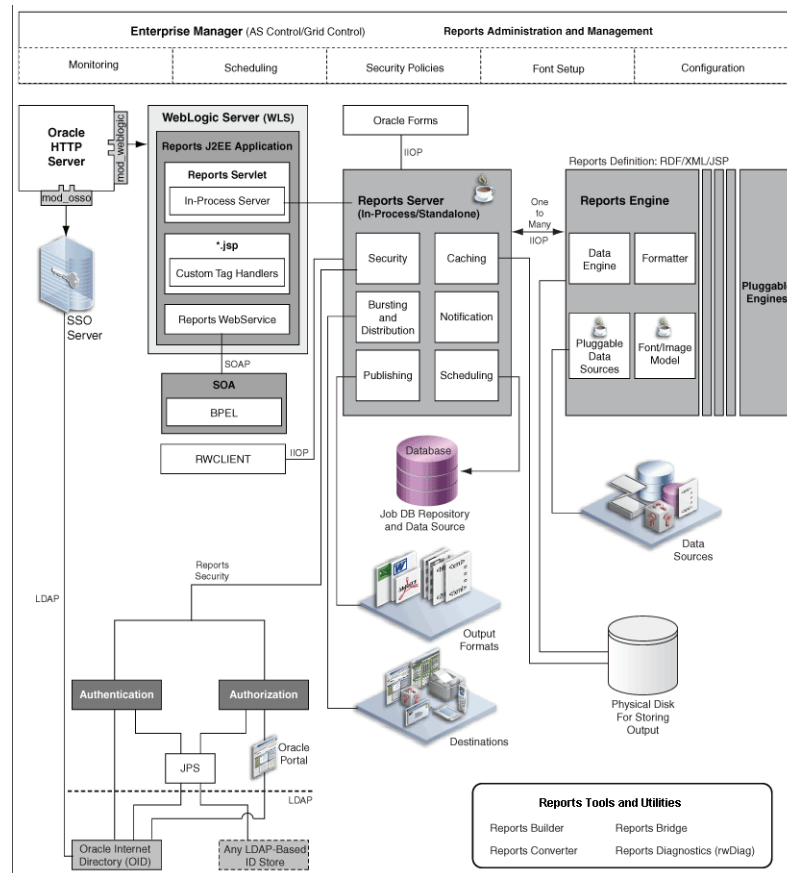 Enterprise Manager (AS Control/Grid Control)
Reports Administration and Management
Monitoring
Scheduling
Security Policies
Font Setup
Configuration
Oracle
HTTP
Server
mod_weblogic
mod_osso
SSO
Server
WebLogic Server (WLS)
Reports J2EE Application
Reports Servlet
In-Process Server
*.jsp
Custom Tag Handlers
Reports WebService
SOAP
SOA
BPEL
RWCLIENT
IIOP
Oracle Forms
IIOP
Reports Server
(In-Process/Standalone)
Security
Caching
Bursting
and
Distribution
Notification
Publishing
Scheduling
One
to
Many
IIOP
Reports Definition: RDF/XML/JSP
Reports Engine
Data
Engine
Formatter
Pluggable
Data
Sources
Font/Image
Model
Pluggable
Engines
Database
Job DB Repository
and Data Source
Data
Sources
Output
Formats
Destinations
Physical Disk
For Storing
Output
Reports
Security
LDAP
Authentication
Authorization
JPS
Oracle
Portal
LDAP
Oracle Internet
Directory (OID)
Any LDAP-Based
ID Store
Reports Tools and Utilities
Reports Builder
Reports Bridge
Reports Converter
Reports Diagnostics (rwDiag)